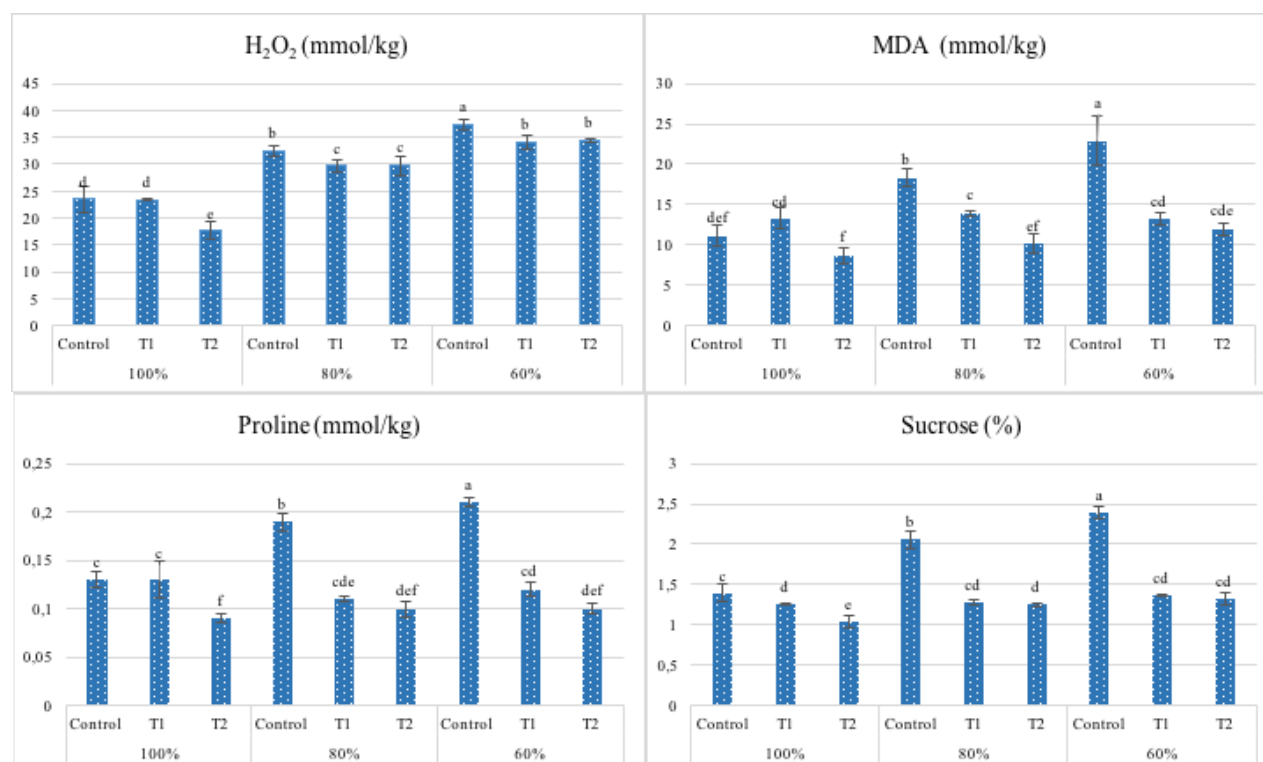 H₂O₂ (mmol/kg)
45
40
35
30
25
20
15
10
5
0
d
d
e
b
c
c
a
b
b
Control T1 T2 Control T1 T2 Control T1 T2
100% 80% 60%
MDA (mmol/kg)
30
25
20
15
10
5
0
def
cd
f
b
c
ef
a
cd
cde
Control T1 T2 Control T1 T2 Control T1 T2
100% 80% 60%
Proline (mmol/kg)
0,25
0,2
0,15
0,1
0,05
0
c
c
f
b
cde
def
a
cd
def
Control T1 T2 Control T1 T2 Control T1 T2
100% 80% 60%
Sucrose (%)
3
2,5
2
1,5
1
0,5
0
c
d
e
b
cd
d
a
cd
cd
Control T1 T2 Control T1 T2 Control T1 T2
100% 80% 60%